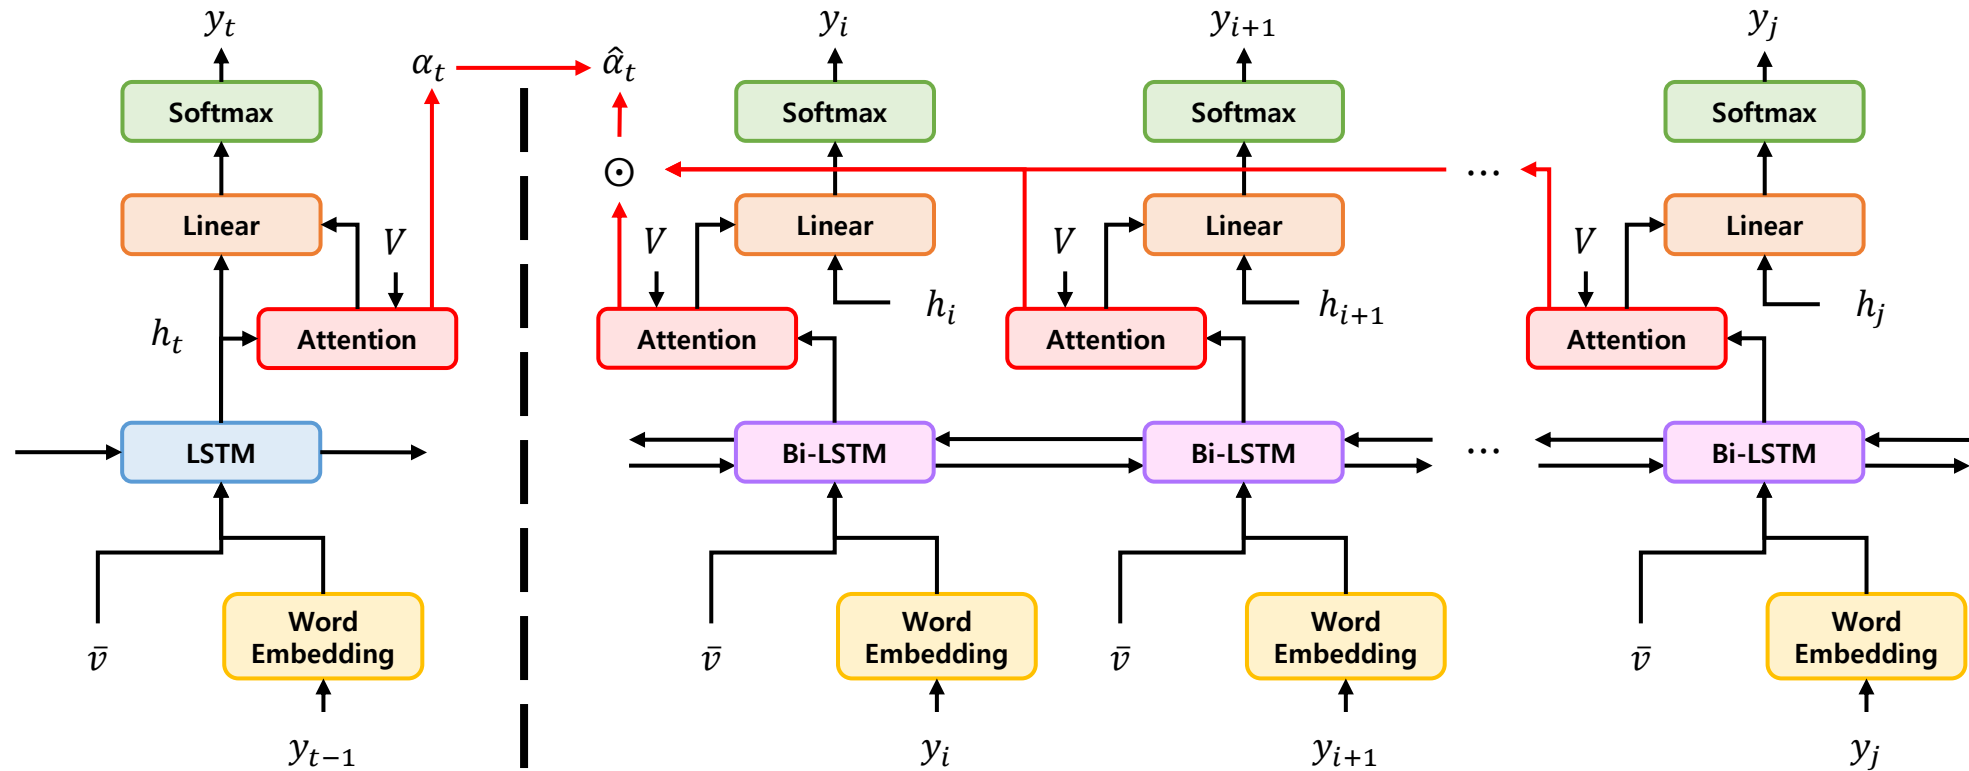 y_t
y_i
y_{i+1}
y_j
α_t
α̂_t
Softmax
Softmax
Softmax
Softmax
⊙
...
Linear
V
V
Linear
V
Linear
V
Linear
h_t
Attention
Attention
h_i
Attention
h_{i+1}
Attention
h_j
LSTM
Bi-LSTM
Bi-LSTM
...
Bi-LSTM
v̄
Word
Embedding
v̄
Word
Embedding
v̄
Word
Embedding
v̄
Word
Embedding
y_{t−1}
y_i
y_{i+1}
y_j